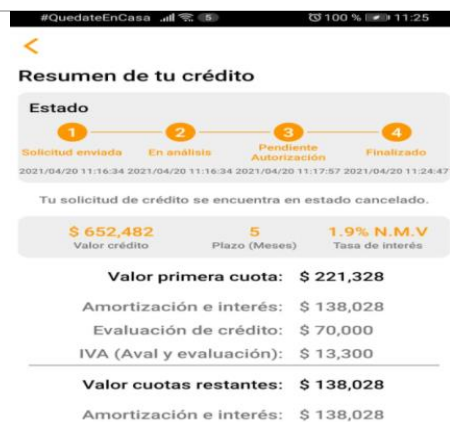 #QuedateEnCasa 5 100 % 11:25
Resumen de tu crédito
Estado
1 2 3 4
Solicitud enviada En análisis Pendiente Autorización Finalizado
2021/04/20 11:16:34 2021/04/20 11:16:34 2021/04/20 11:17:57 2021/04/20 11:24:47
Tu solicitud de crédito se encuentra en estado cancelado.
$ 652,482 5 1.9% N.M.V
Valor crédito Plazo (Meses) Tasa de interés
Valor primera cuota: $ 221,328
Amortización e interés: $ 138,028
Evaluación de crédito: $ 70,000
IVA (Aval y evaluación): $ 13,300
Valor cuotas restantes: $ 138,028
Amortización e interés: $ 138,028